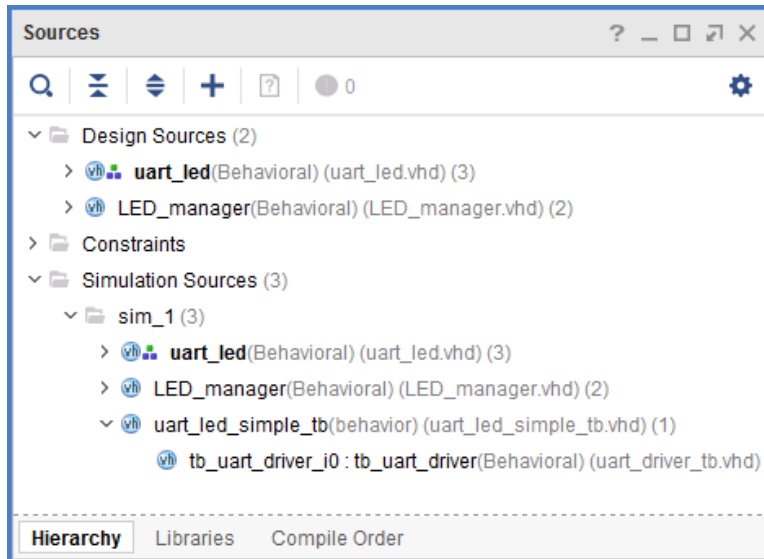 Sources
0
Design Sources (2)
uart_led(Behavioral) (uart_led.vhd) (3)
LED_manager(Behavioral) (LED_manager.vhd) (2)
Constraints
Simulation Sources (3)
sim_1 (3)
uart_led(Behavioral) (uart_led.vhd) (3)
LED_manager(Behavioral) (LED_manager.vhd) (2)
uart_led_simple_tb(behavior) (uart_led_simple_tb.vhd) (1)
tb_uart_driver_i0 : tb_uart_driver(Behavioral) (uart_driver_tb.vhd)
Hierarchy Libraries Compile Order